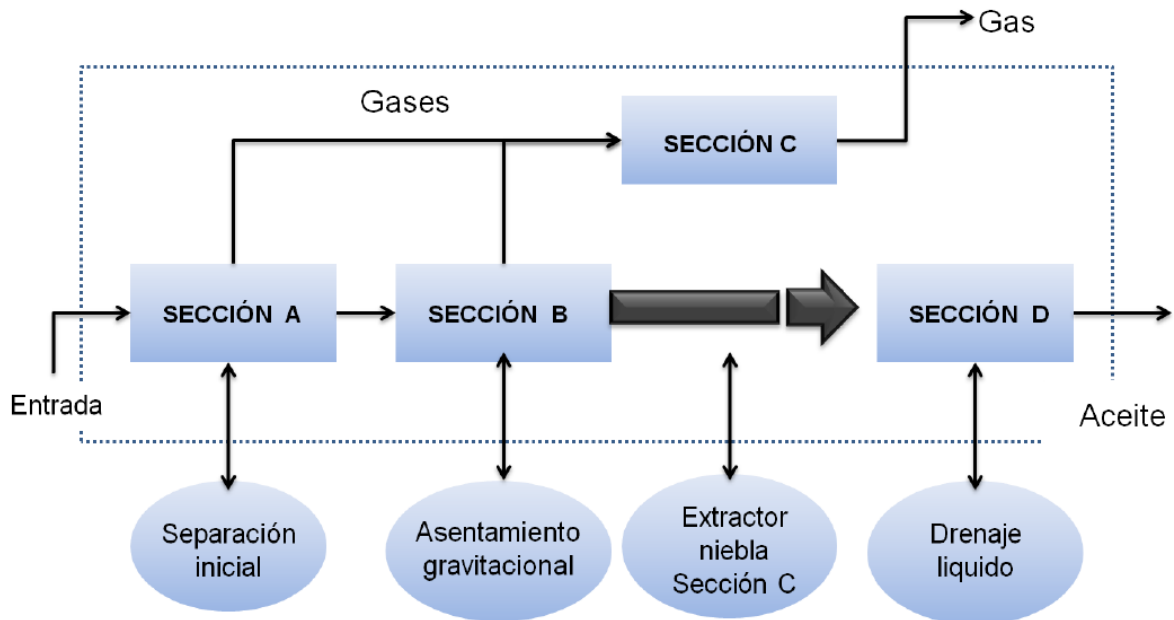 Gas
Gases
SECCIÓN C
SECCIÓN A
SECCIÓN B
SECCIÓN D
Entrada
Aceite
Separación
inicial
Asentamiento
gravitacional
Extractor
niebla
Sección C
Drenaje
liquido